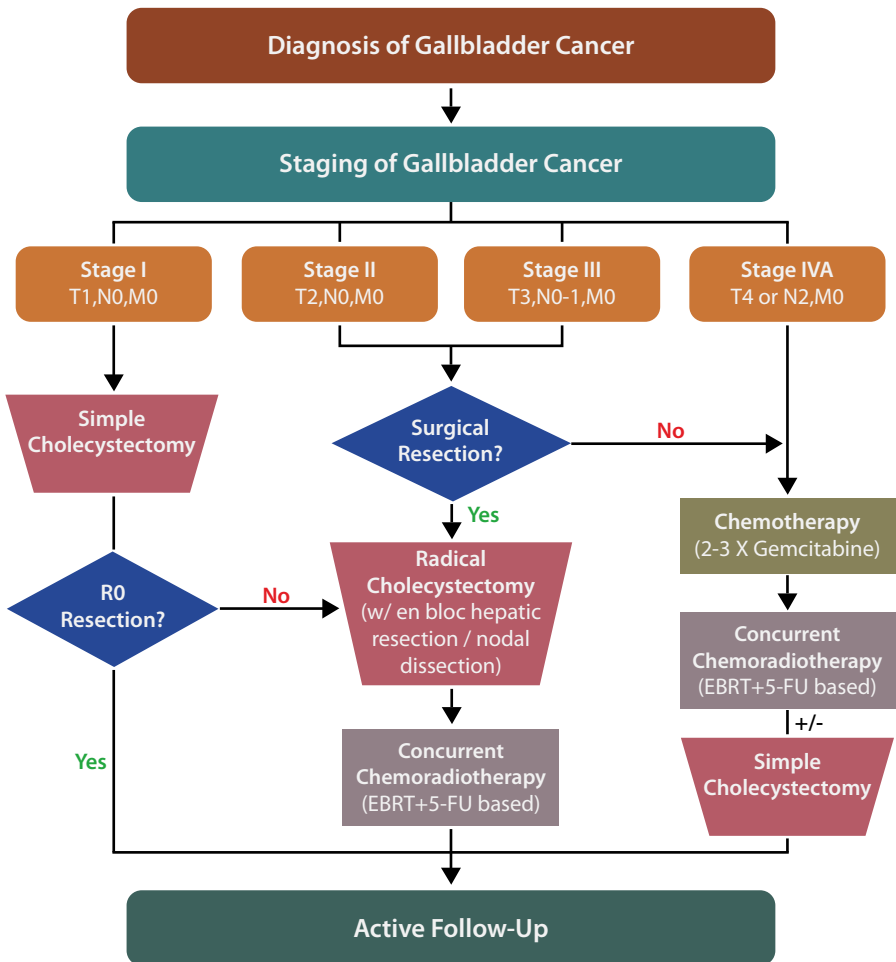 Diagnosis of Gallbladder Cancer
Staging of Gallbladder Cancer
Stage I
T1,N0,M0
Stage II
T2,N0,M0
Stage III
T3,N0-1,M0
Stage IVA
T4 or N2,M0
Simple
Cholecystectomy
Surgical
Resection?
No
Yes
Chemotherapy
(2-3 X Gemcitabine)
R0
Resection?
No
Yes
Radical
Cholecystectomy
(w/ en bloc hepatic
resection / nodal
dissection)
Concurrent
Chemoradiotherapy
(EBRT+5-FU based)
Concurrent
Chemoradiotherapy
(EBRT+5-FU based)
+/-
Simple
Cholecystectomy
Active Follow-Up